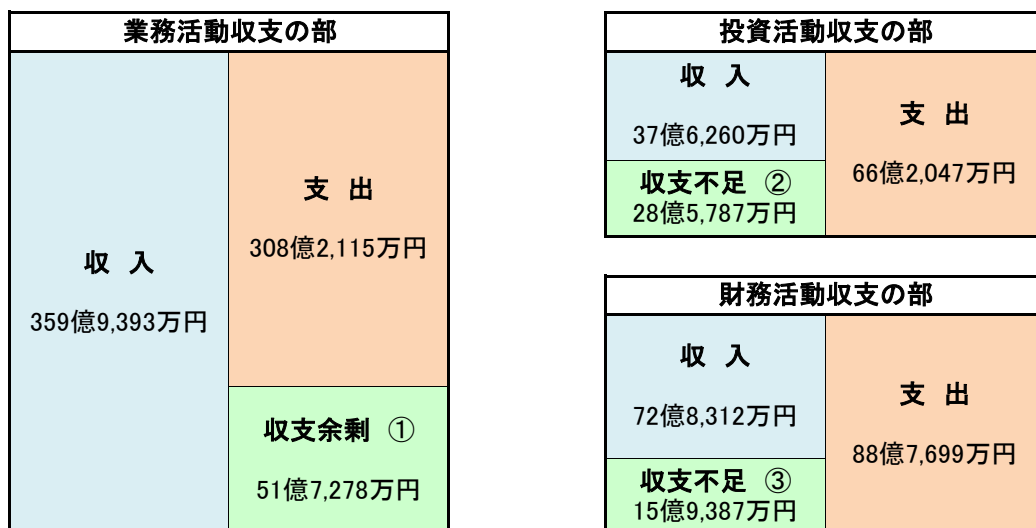 業務活動収支の部
収 入
359億9,393万円
支 出
308億2,115万円
収支余剰 ①
51億7,278万円
投資活動収支の部
収 入
37億6,260万円
収支不足 ②
28億5,787万円
支 出
66億2,047万円
財務活動収支の部
収 入
72億8,312万円
収支不足 ③
15億9,387万円
支 出
88億7,699万円